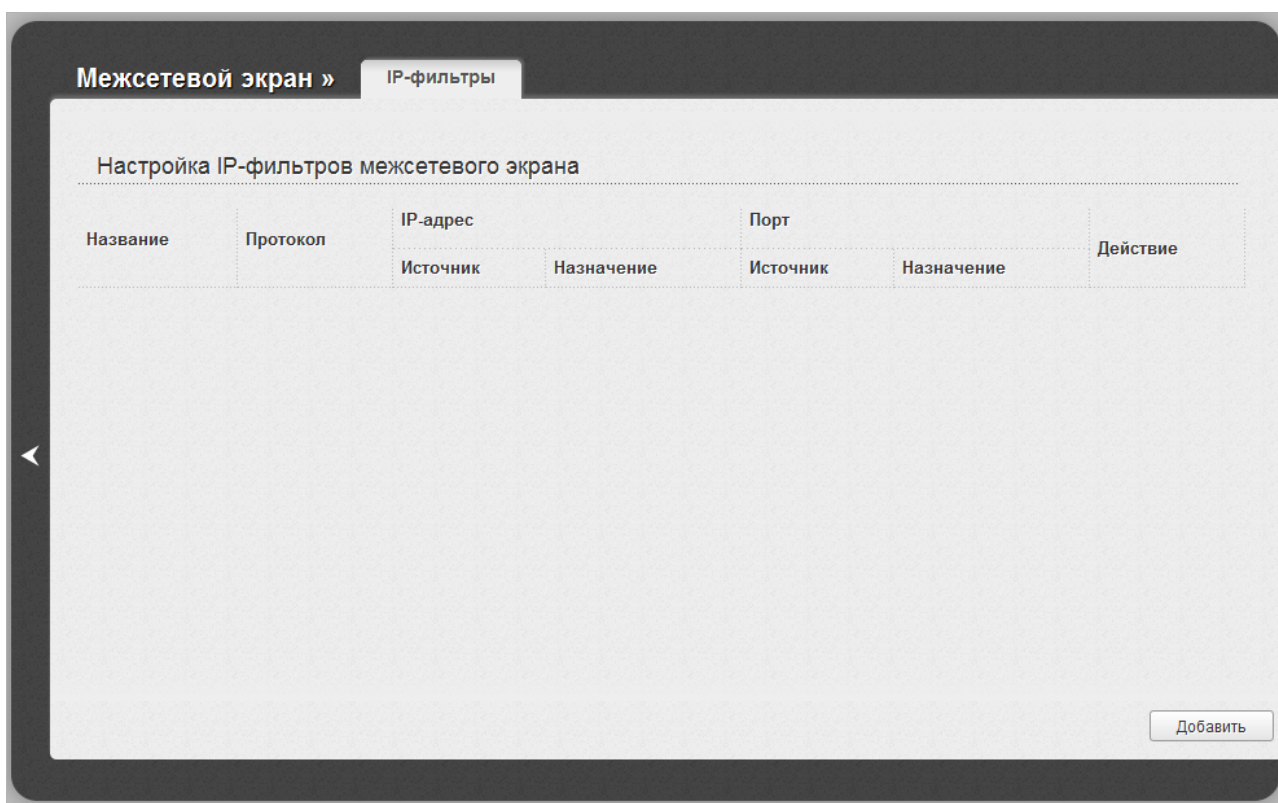 Межсетевой экран »
IP-фильтры
Настройка IP-фильтров межсетевого экрана
Название
Протокол
IP-адрес
Порт
Действие
Источник
Назначение
Источник
Назначение
Добавить